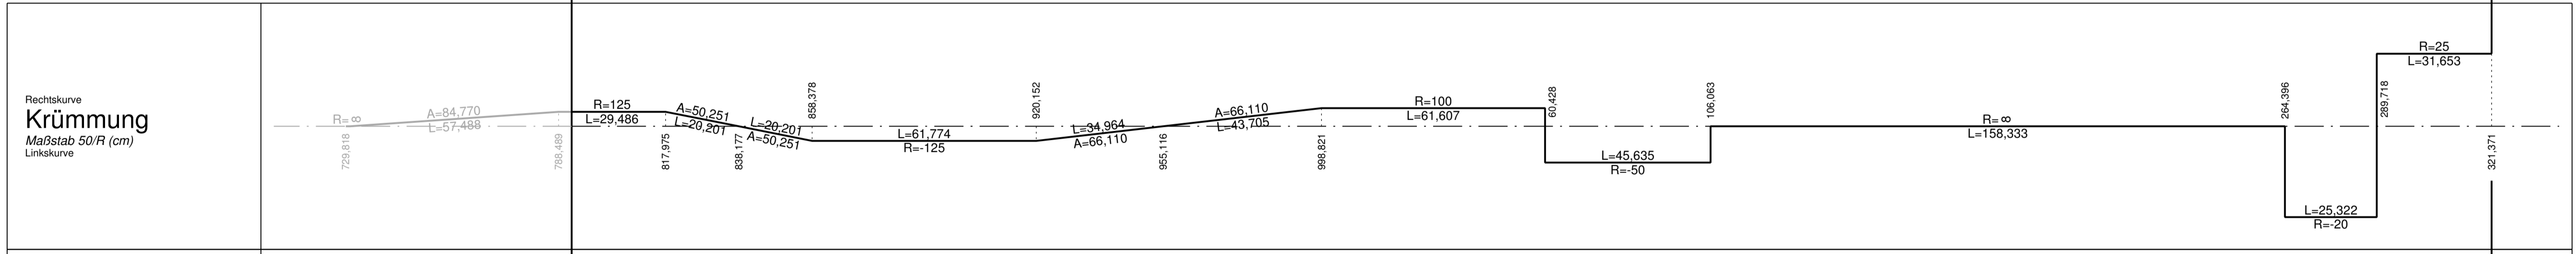 Rechtskurve
Krümmung
Maßstab 50/R (cm)
Linkskurve
R=∞
729,818
A=84,770
L=57,488
788,489
R=125
L=29,486
817,975
A=50,251
L=20,201
838,177
L=20,201
A=50,251
858,378
L=61,774
R=-125
920,152
L=34,964
A=66,110
955,116
A=66,110
L=43,705
998,821
R=100
L=61,607
60,428
L=45,635
R=-50
106,063
R=∞
L=158,333
264,396
L=25,322
R=-20
289,718
R=25
L=31,653
321,371